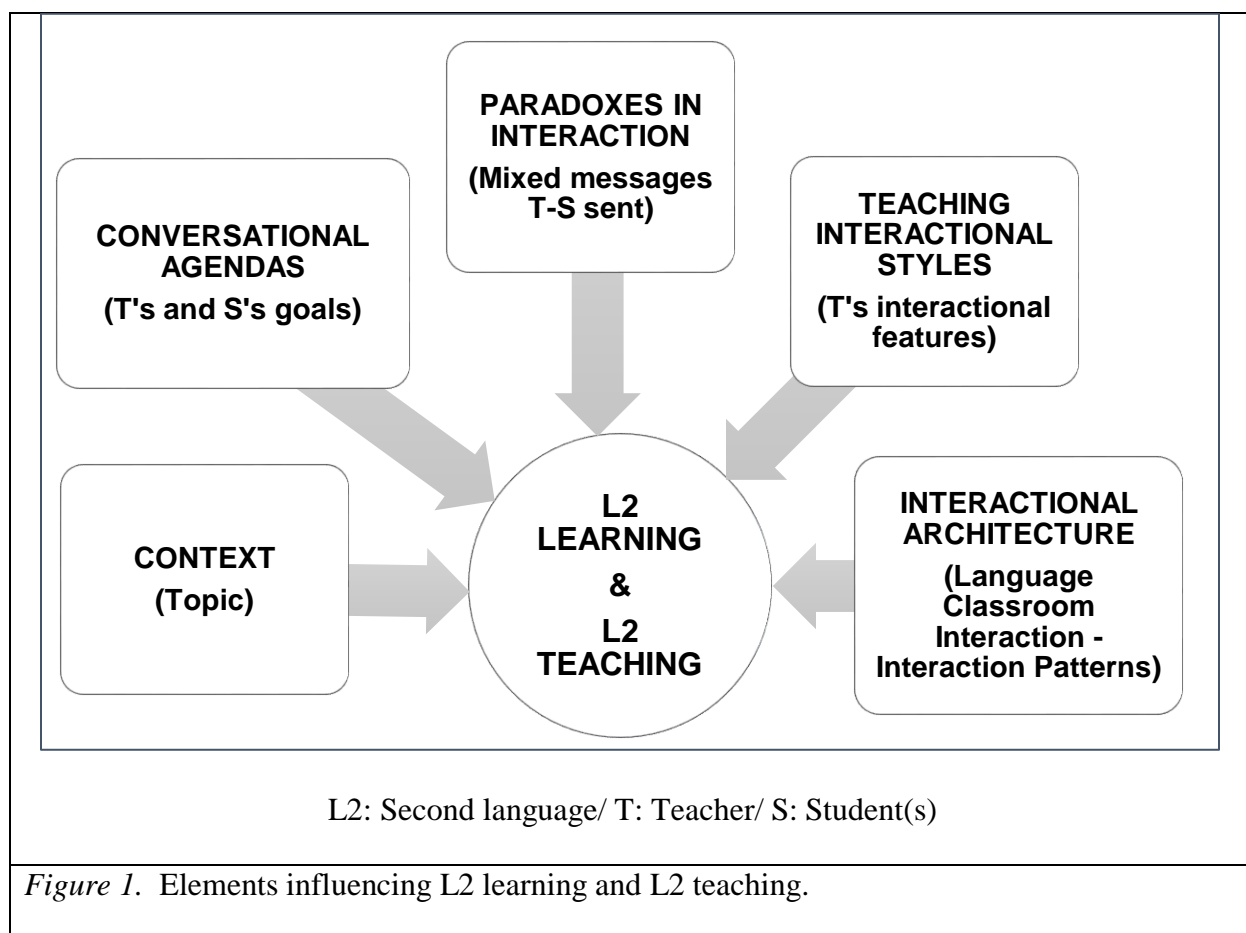 PARADOXES IN
INTERACTION
(Mixed messages
T-S sent)
CONVERSATIONAL
AGENDAS
(T's and S's goals)
TEACHING
INTERACTIONAL
STYLES
(T's interactional
features)
CONTEXT
(Topic)
L2
LEARNING
&
L2
TEACHING
INTERACTIONAL
ARCHITECTURE
(Language
Classroom
Interaction -
Interaction Patterns)
L2: Second language/ T: Teacher/ S: Student(s)
Figure 1. Elements influencing L2 learning and L2 teaching.